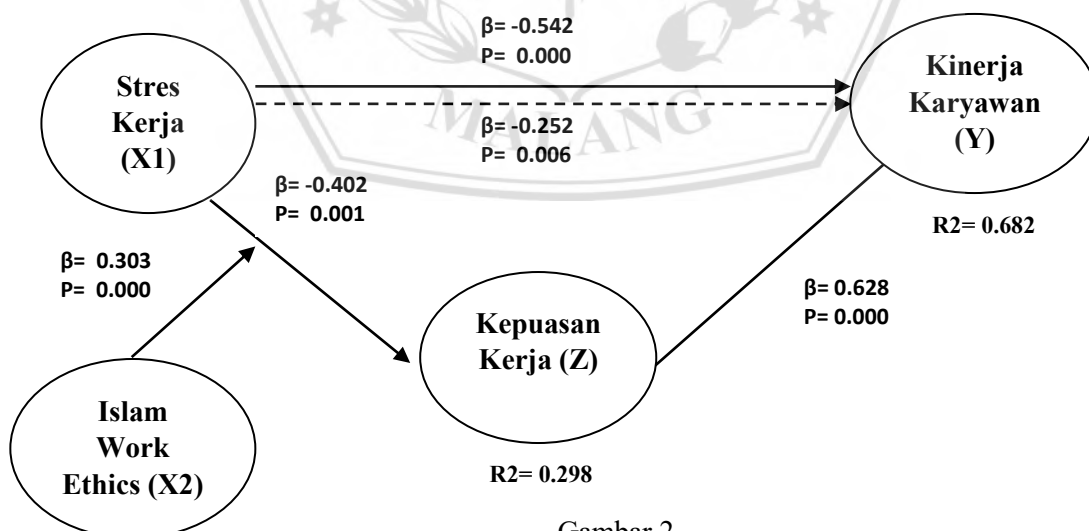 β= -0.542
P= 0.000
Stres
Kerja
(X1)
Kinerja
Karyawan
(Y)
MALANG
β= -0.252
P= 0.006
β= -0.402
P= 0.001
R2= 0.682
β= 0.303
P= 0.000
β= 0.628
P= 0.000
Kepuasan
Kerja (Z)
Islam
Work
Ethics (X2)
R2= 0.298
Gambar 2